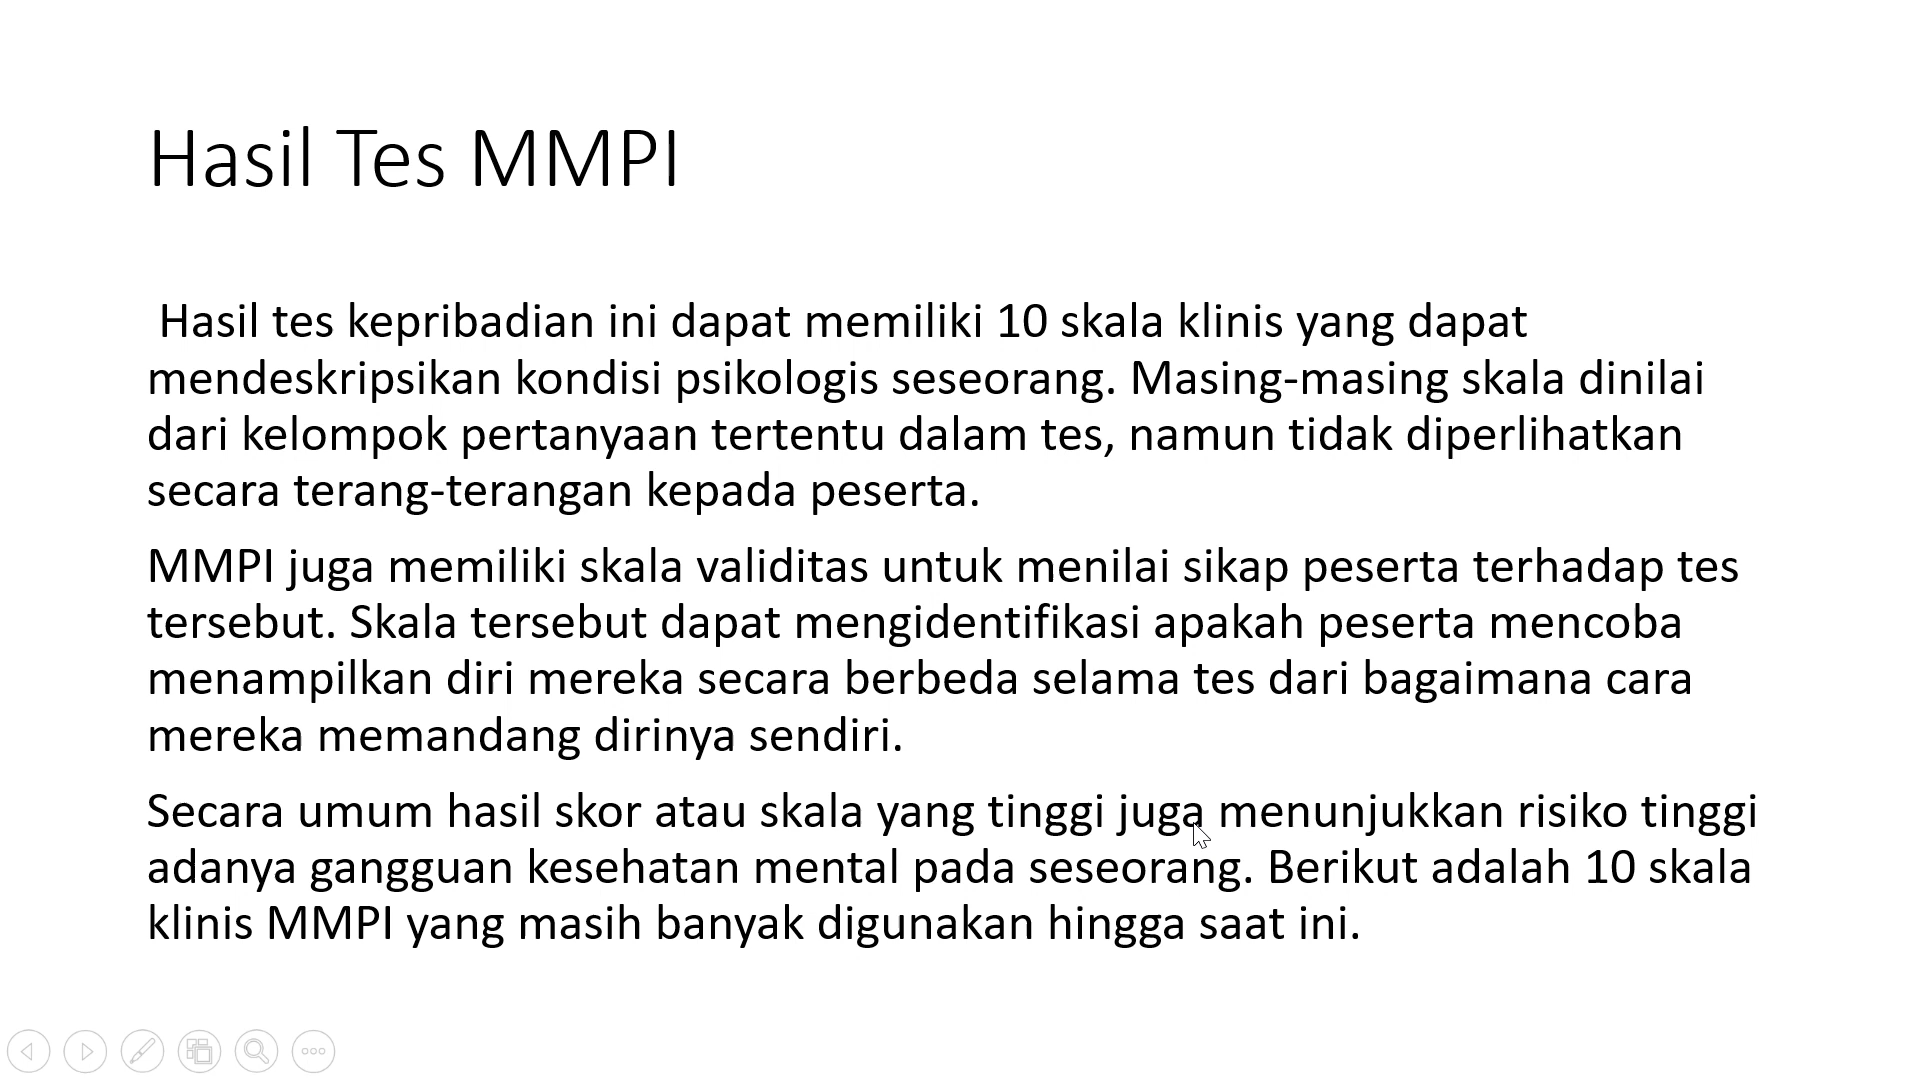 Hasil Tes MMPI
Hasil tes kepribadian ini dapat memiliki 10 skala klinis yang dapat
mendeskripsikan kondisi psikologis seseorang. Masing-masing skala dinilai
dari kelompok pertanyaan tertentu dalam tes, namun tidak diperlihatkan
secara terang-terangan kepada peserta.
MMPI juga memiliki skala validitas untuk menilai sikap peserta terhadap tes
tersebut. Skala tersebut dapat mengidentifikasi apakah peserta mencoba
menampilkan diri mereka secara berbeda selama tes dari bagaimana cara
mereka memandang dirinya sendiri.
Secara umum hasil skor atau skala yang tinggi juga menunjukkan risiko tinggi
adanya gangguan kesehatan mental pada seseorang. Berikut adalah 10 skala
klinis MMPI yang masih banyak digunakan hingga saat ini.